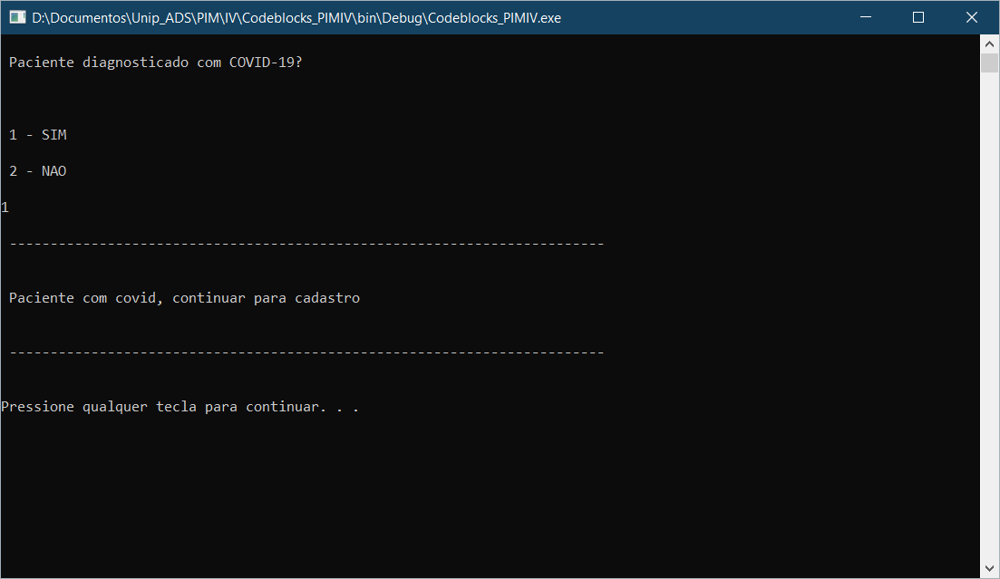 D:\Documentos\Unip_ADS\PIM\IV\Codeblocks_PIMIV\bin\Debug\Codeblocks_PIMIV.exe
Paciente diagnosticado com COVID-19?
1 - SIM
2 - NAO
1
-------------------------------------------------------------------------
Paciente com covid, continuar para cadastro
-------------------------------------------------------------------------
Pressione qualquer tecla para continuar. . .